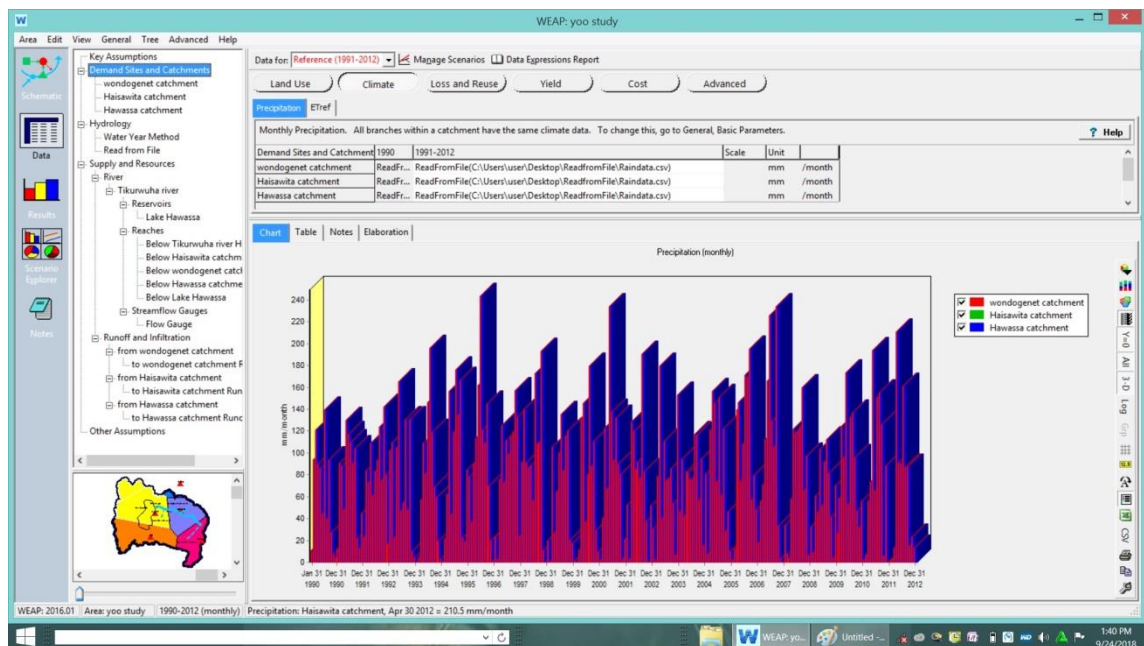 WEAP: yoo study
Area Edit View General Tree Advanced Help
Schematic
Data
Results
Scenario Explorer
Notes
Key Assumptions
Demand Sites and Catchments
wondogenet catchment
Haisawita catchment
Hawassa catchment
Hydrology
Water Year Method
Read from File
Supply and Resources
River
Tikurwuha river
Reservoirs
Lake Hawassa
Reaches
Below Tikurwuha river H
Below Haisawita catchm
Below wondogenet catcl
Below Hawassa catchme
Below Lake Hawassa
Streamflow Gauges
Flow Gauge
Runoff and Infiltration
from wondogenet catchment
to wondogenet catchment R
from Haisawita catchment
to Haisawita catchment Run
from Hawassa catchment
to Hawassa catchment Runc
Other Assumptions
Data for: Reference (1991-2012) Manage Scenarios Data Expressions Report
Land Use Climate Loss and Reuse Yield Cost Advanced
Precipitation ETref
Monthly Precipitation. All branches within a catchment have the same climate data. To change this, go to General, Basic Parameters.
? Help
Demand Sites and Catchment 1990 1991-2012 Scale Unit
wondogenet catchment ReadFr... ReadFromFile(C:\Users\user\Desktop\ReadfromFile\Raindata.csv) mm /month
Haisawita catchment ReadFr... ReadFromFile(C:\Users\user\Desktop\ReadfromFile\Raindata.csv) mm /month
Hawassa catchment ReadFr... ReadFromFile(C:\Users\user\Desktop\ReadfromFile\Raindata.csv) mm /month
Chart Table Notes Elaboration
Precipitation (monthly)
240
220
200
180
160
140
120
100
80
60
40
20
0
mm/month
Jan 31 Dec 31 Dec 31 Dec 31 Dec 31 Dec 31 Dec 31 Dec 31 Dec 31 Dec 31 Dec 31 Dec 31 Dec 31 Dec 31 Dec 31 Dec 31 Dec 31 Dec 31 Dec 31 Dec 31 Dec 31 Dec 31 Dec 31 Dec 31
1990 1990 1991 1992 1993 1994 1995 1996 1997 1998 1999 2000 2001 2002 2003 2004 2005 2006 2007 2008 2009 2010 2011 2012
wondogenet catchment
Haisawita catchment
Hawassa catchment
Y=0
All
3-D
Log
Grp
CSV
WEAP: 2016.01 Area: yoo study 1990-2012 (monthly) Precipitation: Haisawita catchment, Apr 30 2012 = 210.5 mm/month
WEAP: yo... Untitled -...
1:40 PM
9/24/2018